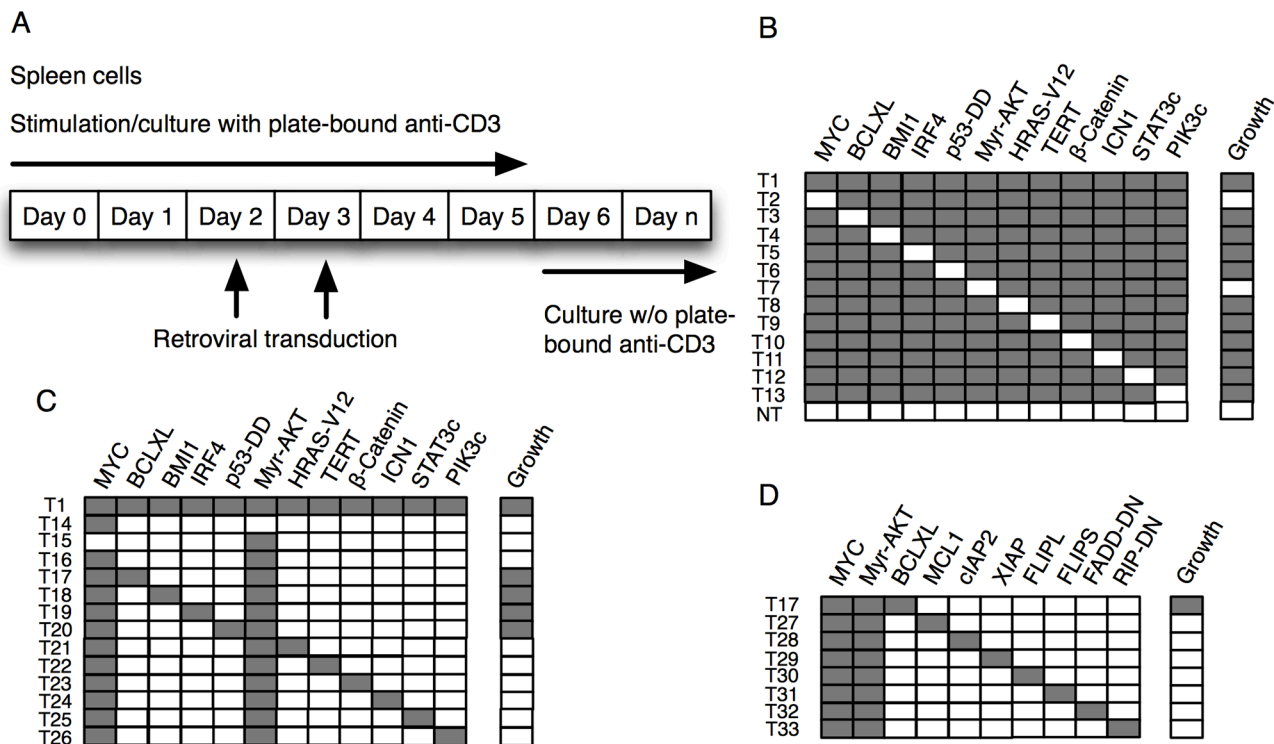 A
Spleen cells
Stimulation/culture with plate-bound anti-CD3
Day 0 Day 1 Day 2 Day 3 Day 4 Day 5 Day 6 Day n
Retroviral transduction
Culture w/o plate-
bound anti-CD3
B
MYC BCLXL BMI1 IRF4 p53-DD Myr-AKT HRAS-V12 TERT β-Catenin ICN1 STAT3c PIK3c Growth
T1
T2
T3
T4
T5
T6
T7
T8
T9
T10
T11
T12
T13
NT
C
MYC BCLXL BMI1 IRF4 p53-DD Myr-AKT HRAS-V12 TERT β-Catenin ICN1 STAT3c PIK3c Growth
T1
T14
T15
T16
T17
T18
T19
T20
T21
T22
T23
T24
T25
T26
D
MYC Myr-AKT BCLXL MCL1 cIAP2 XIAP FLIPL FLIPS FADD-DN RIP-DN Growth
T17
T27
T28
T29
T30
T31
T32
T33